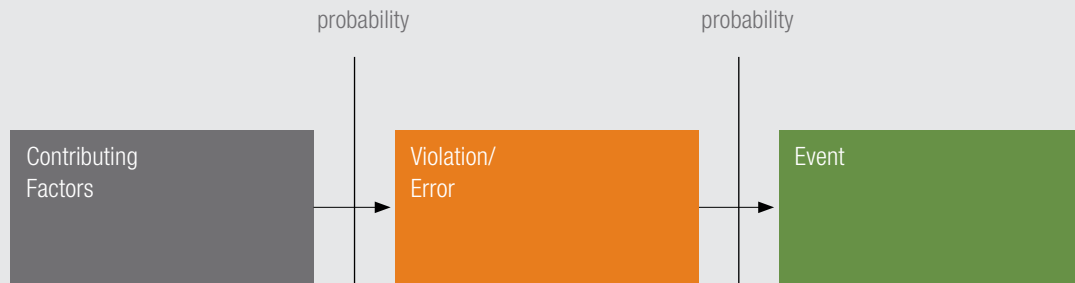 probability
probability
Contributing
Factors
Violation/
Error
Event